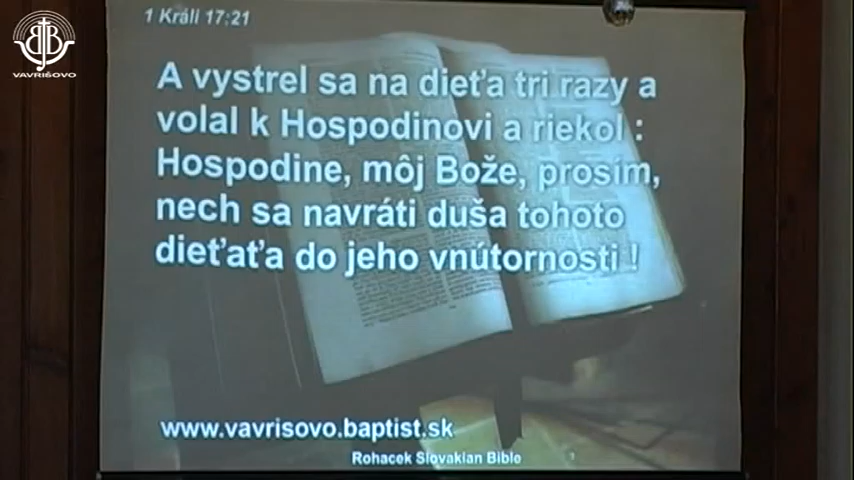 VAVRIŠOVO
1 Králi 17:21
A vystrel sa na dieťa tri razy a
volal k Hospodinovi a riekol :
Hospodine, môj Bože, prosím,
nech sa navráti duša tohoto
dieťaťa do jeho vnútornosti !
www.vavrisovo.baptist.sk
Rohacek Slovakian Bible